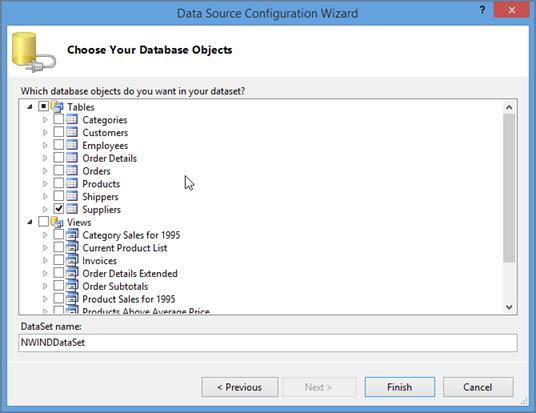 Data Source Configuration Wizard
?
Choose Your Database Objects
Which database objects do you want in your dataset?
Tables
Categories
Customers
Employees
Order Details
Orders
Products
Shippers
Suppliers
Views
Category Sales for 1995
Current Product List
Invoices
Order Details Extended
Order Subtotals
Product Sales for 1995
Products Above Average Price
DataSet name:
NWINDDataSet
< Previous Next > Finish Cancel